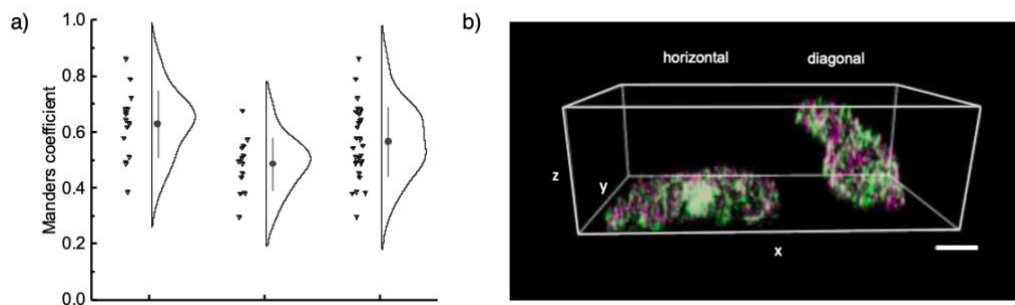 a)
1.0
0.8
0.6
0.4
0.2
0.0
Manders coefficient
b)
horizontal diagonal
z
y
x